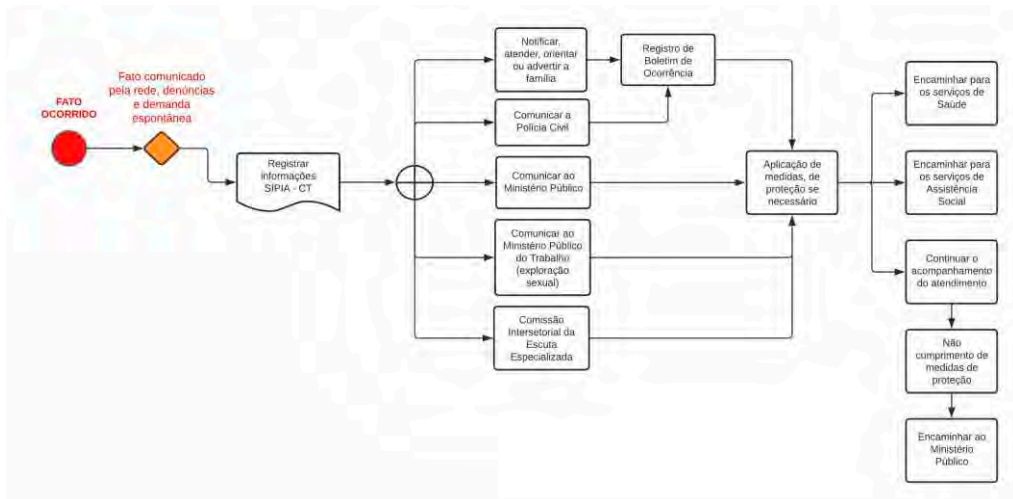 FATO
OCORRIDO
Fato comunicado
pela rede, denúncias
e demanda
espontânea
Registrar
informações
SIPIA - CT
Notificar,
atender, orientar
ou advertir a
família
Registro de
Boletim de
Ocorrência
Comunicar a
Polícia Civil
Comunicar ao
Ministério Público
Comunicar ao
Ministério Público
do Trabalho
(exploração
sexual)
Comissão
Intersetorial da
Escuta
Especializada
Aplicação de
medidas, de
proteção se
necessário
Encaminhar para
os serviços de
Saúde
Encaminhar para
os serviços de
Assistência
Social
Continuar o
acompanhamento
do atendimento
Não
cumprimento de
medidas de
proteção
Encaminhar ao
Ministério
Público